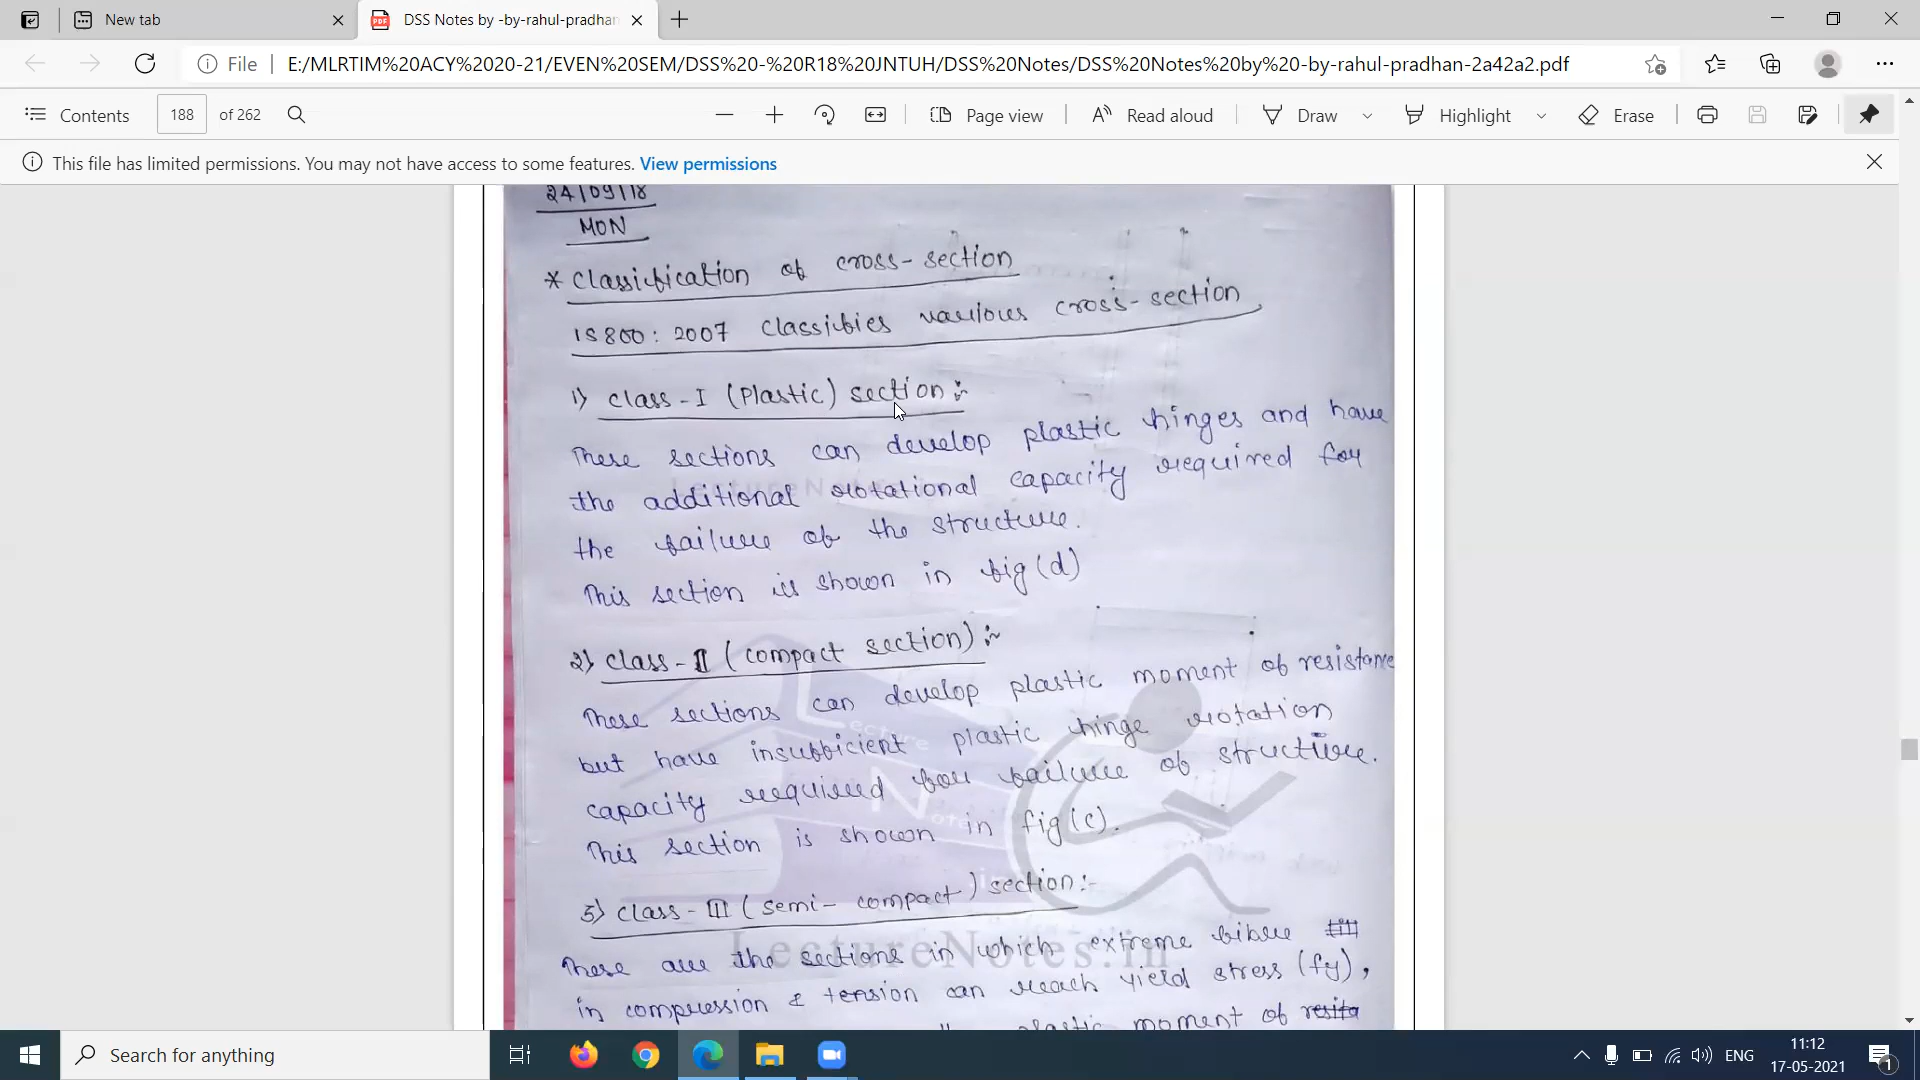 New tab
DSS Notes by -by-rahul-pradhan
File
E:/MLRTIM%20ACY%2020-21/EVEN%20SEM/DSS%20-%20R18%20JNTUH/DSS%20Notes/DSS%20Notes%20by%20-by-rahul-pradhan-2a42a2.pdf
Contents 188 of 262 Page view Read aloud Draw Highlight Erase
This file has limited permissions. You may not have access to some features. View permissions
24/09/18
MON
* Classification of cross-section
IS800: 2007 Classifies various cross-section
1) class-I (Plastic) section:-
These sections can develop plastic hinges and have
the additional rotational capacity required for
the failure of the structure.
This section is shown in fig(d)
2) class-II (compact section):-
These sections can develop plastic moment of resistance
but have insufficient plastic hinge rotation
capacity required for failure of structure.
This section is shown in fig(c).
3) class-III (semi-compact) section:-
These are the sections in which extreme fibre
in compression & tension can reach yield stress (fy),
plastic moment of
LectureNotes.in
Search for anything
ENG
11:12
17-05-2021
1